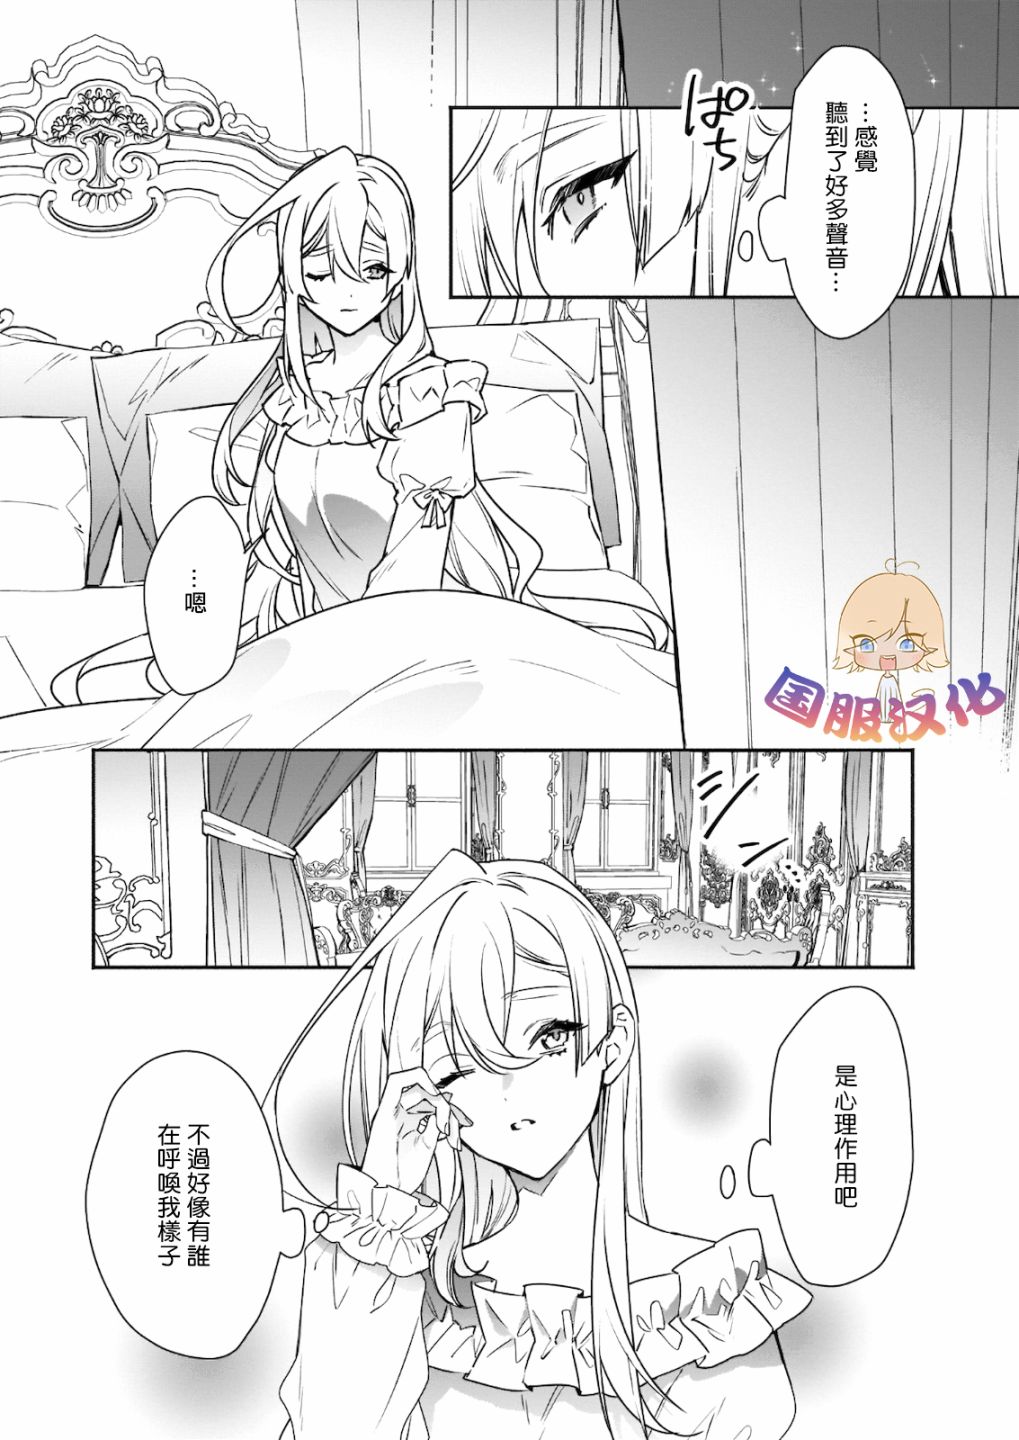 …感覺
聽到了好多聲音…
ぱち
…嗯
国服汉化
シン…
是心理作用吧
不過好像有誰
在呼喚我樣子